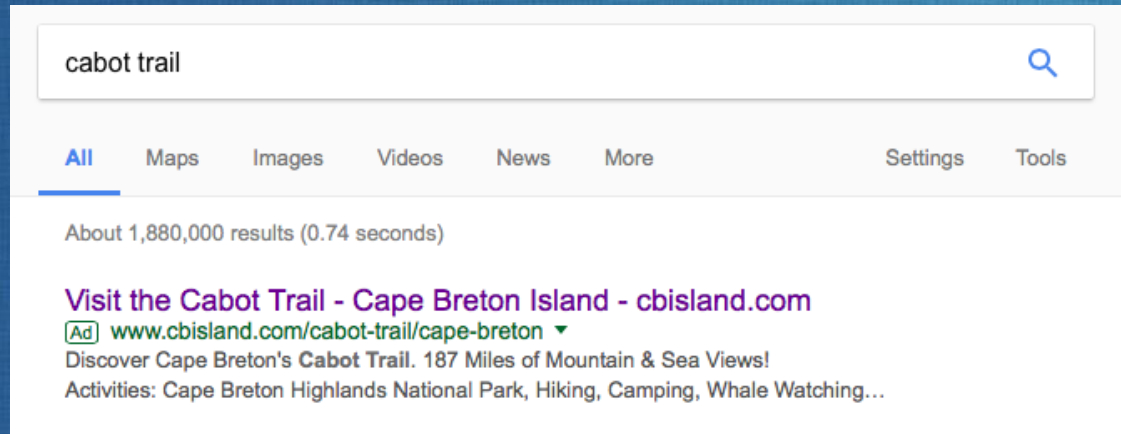 cabot trail
All Maps Images Videos News More Settings Tools
About 1,880,000 results (0.74 seconds)
Visit the Cabot Trail - Cape Breton Island - cbisland.com
Ad www.cbisland.com/cabot-trail/cape-breton
Discover Cape Breton's Cabot Trail. 187 Miles of Mountain & Sea Views!
Activities: Cape Breton Highlands National Park, Hiking, Camping, Whale Watching...